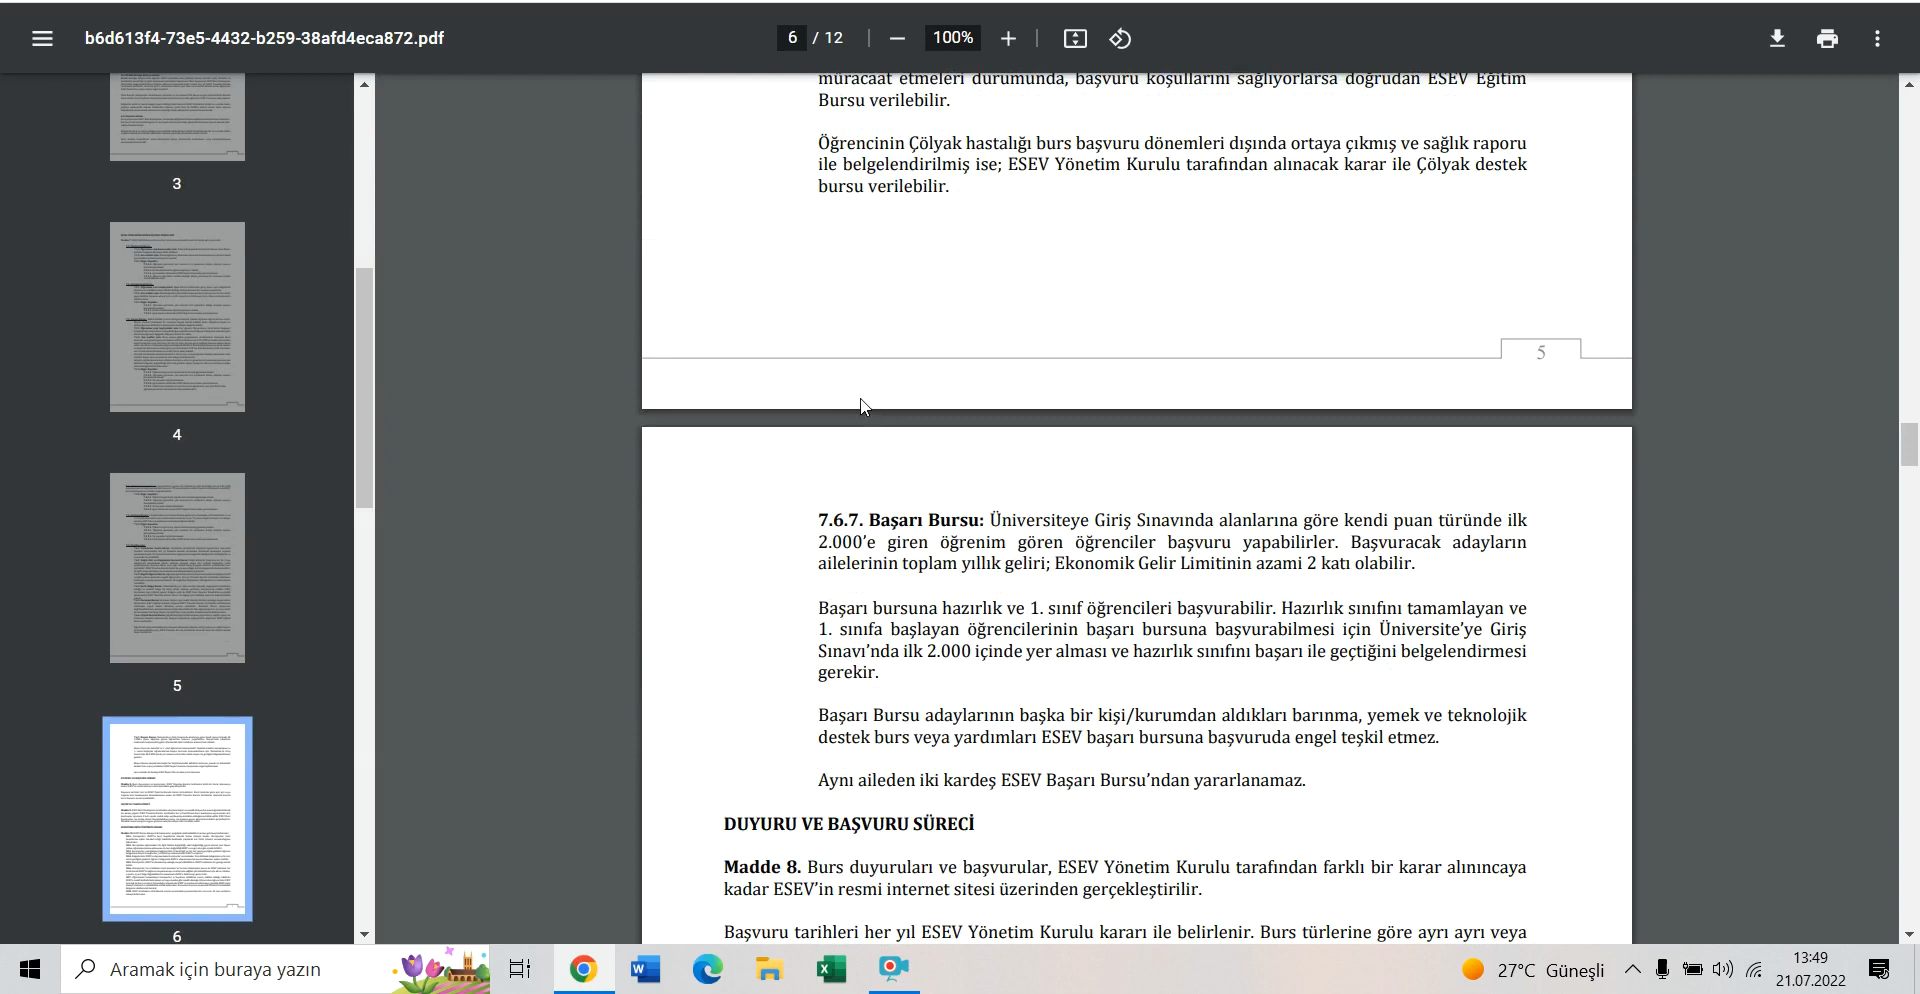 b6d613f4-73e5-4432-b259-38afd4eca872.pdf
6 / 12
100%
3
4
5
6
müracaat etmeleri durumunda, başvuru koşullarını sağlıyorlarsa doğrudan ESEV Eğitim
Bursu verilebilir.
Öğrencinin Çölyak hastalığı burs başvuru dönemleri dışında ortaya çıkmış ve sağlık raporu
ile belgelendirilmiş ise; ESEV Yönetim Kurulu tarafından alınacak karar ile Çölyak destek
bursu verilebilir.
5
7.6.7. Başarı Bursu: Üniversiteye Giriş Sınavında alanlarına göre kendi puan türünde ilk
2.000’e giren öğrenim gören öğrenciler başvuru yapabilirler. Başvuracak adayların
ailelerinin toplam yıllık geliri; Ekonomik Gelir Limitinin azami 2 katı olabilir.
Başarı bursuna hazırlık ve 1. sınıf öğrencileri başvurabilir. Hazırlık sınıfını tamamlayan ve
1. sınıfa başlayan öğrencilerinin başarı bursuna başvurabilmesi için Üniversite’ye Giriş
Sınavı’nda ilk 2.000 içinde yer alması ve hazırlık sınıfını başarı ile geçtiğini belgelendirmesi
gerekir.
Başarı Bursu adaylarının başka bir kişi/kurumdan aldıkları barınma, yemek ve teknolojik
destek burs veya yardımları ESEV başarı bursuna başvuruda engel teşkil etmez.
Aynı aileden iki kardeş ESEV Başarı Bursu’ndan yararlanamaz.
DUYURU VE BAŞVURU SÜRECİ
Madde 8. Burs duyuruları ve başvurular, ESEV Yönetim Kurulu tarafından farklı bir karar alınıncaya
kadar ESEV’in resmi internet sitesi üzerinden gerçekleştirilir.
Başvuru tarihleri her yıl ESEV Yönetim Kurulu kararı ile belirlenir. Burs türlerine göre ayrı ayrı veya
Aramak için buraya yazın
27°C Güneşli
13:49
21.07.2022